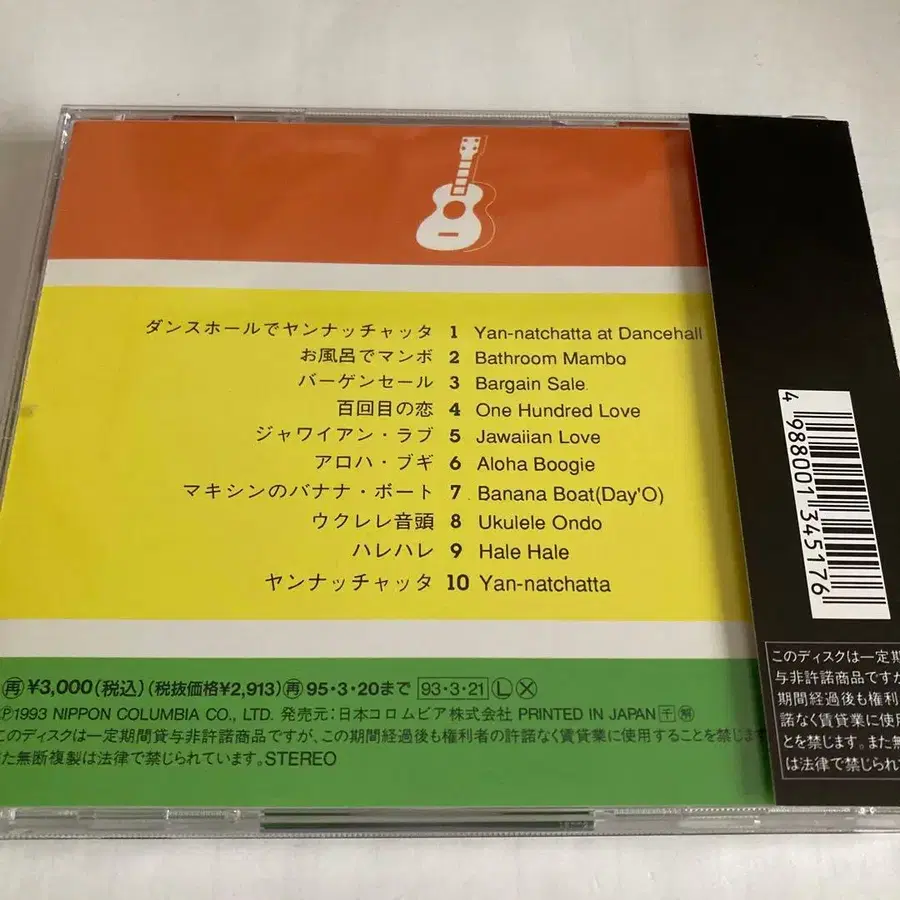 ダンスホールでヤンナッチャッタ 1 Yan-natchatta at Dancehall
お風呂でマンボ 2 Bathroom Mambo
バーゲンセール 3 Bargain Sale
百回目の恋 4 One Hundred Love
ジャワイアン・ラブ 5 Jawaiian Love
アロハ・ブギ 6 Aloha Boogie
マキシンのバナナ・ボート 7 Banana Boat(Day'O)
ウクレレ音頭 8 Ukulele Ondo
ハレハレ 9 Hale Hale
ヤンナッチャッタ 10 Yan-natchatta
4 988001 345176
再 ¥3,000(税込)(税抜価格¥2,913)再 95・3・20まで 93・3・21 L X
Ⓟ1993 NIPPON COLUMBIA CO., LTD. 発売元:日本コロムビア株式会社 PRINTED IN JAPAN
このディスクは一定期間貸与非許諾商品ですが、この期間経過後も権利者の許諾なく賃貸業に使用することを禁じます
また無断複製は法律で禁じられています。STEREO
このディスクは一定期
与非許諾商品ですが
期間経過後も権利
諾なく賃貸業に使用
とを禁じます。また無
は法律で禁じられて